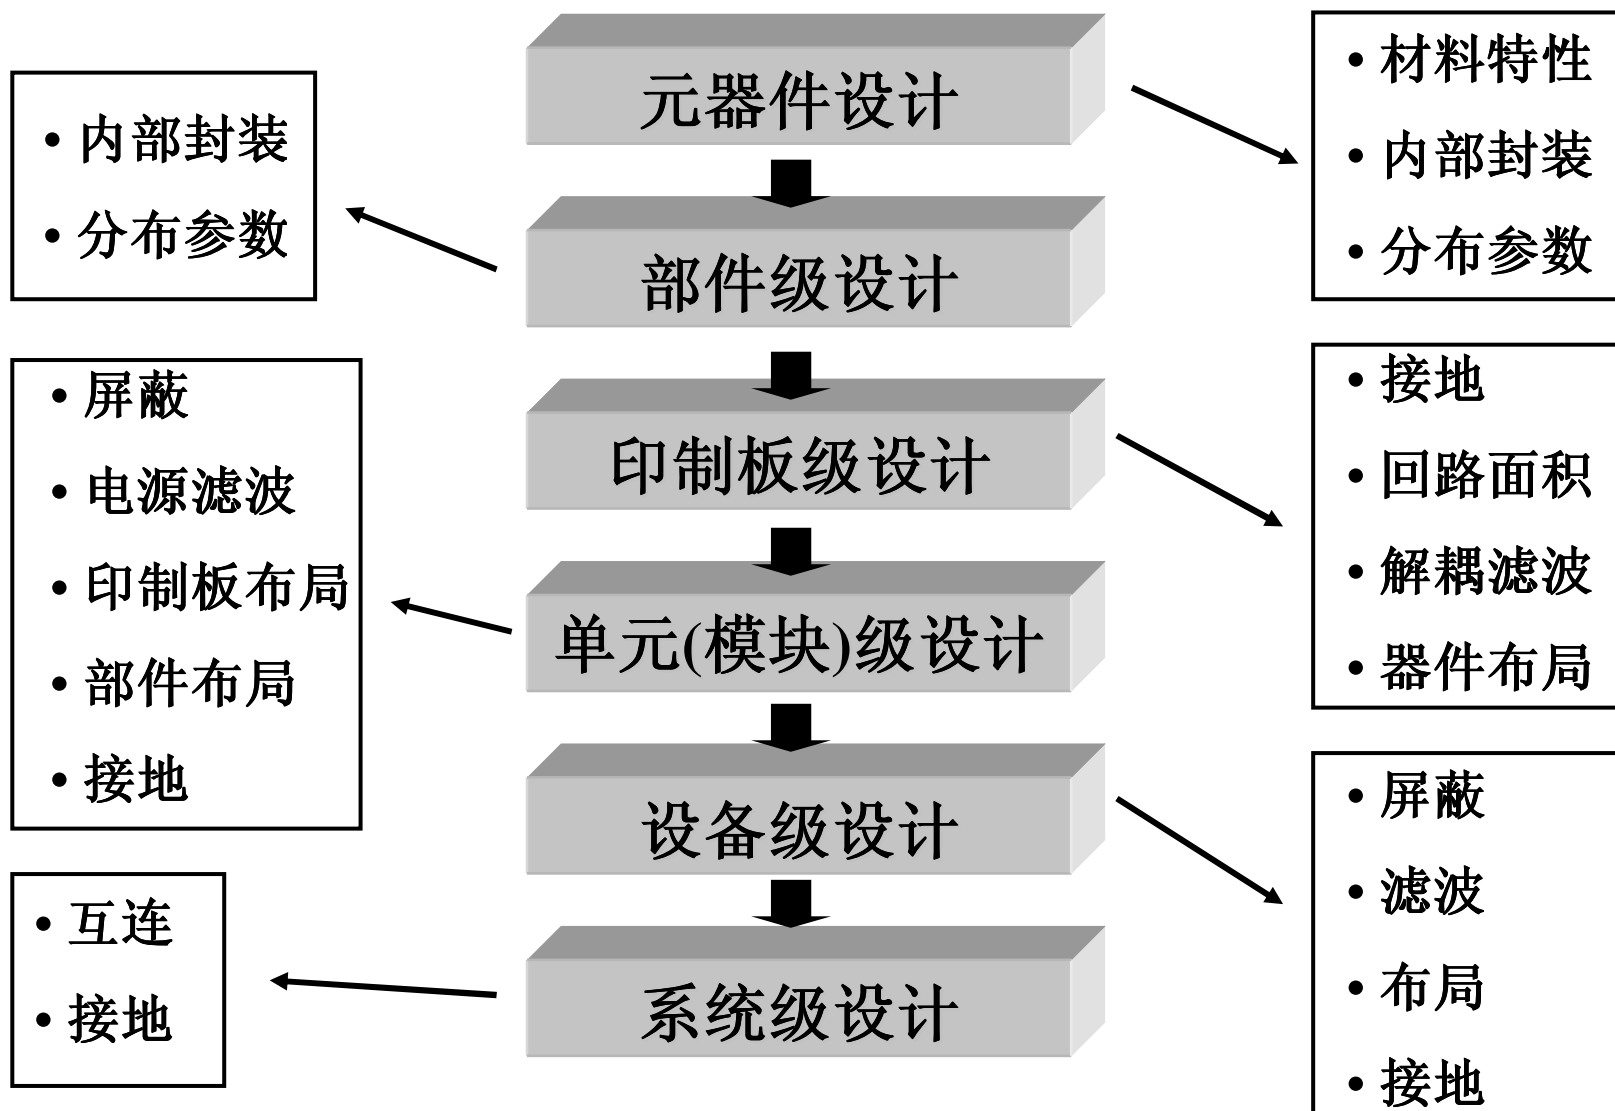 元器件设计
• 材料特性
• 内部封装
• 分布参数
部件级设计
• 内部封装
• 分布参数
印制板级设计
• 接地
• 回路面积
• 解耦滤波
• 器件布局
单元(模块)级设计
• 屏蔽
• 电源滤波
• 印制板布局
• 部件布局
• 接地
设备级设计
• 屏蔽
• 滤波
• 布局
• 接地
系统级设计
• 互连
• 接地